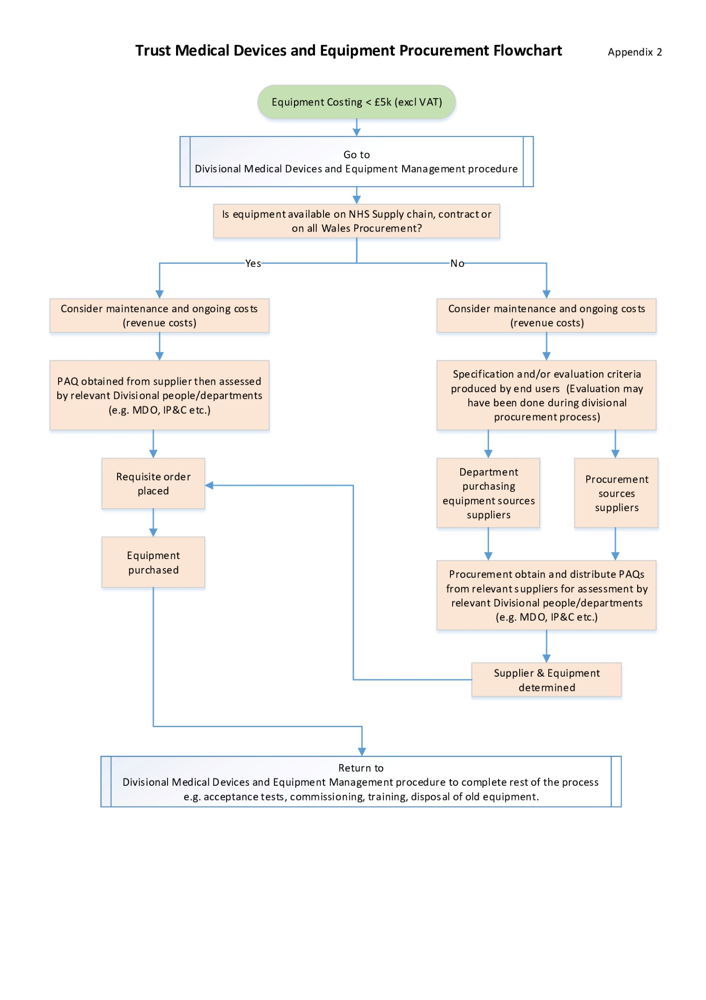 Trust Medical Devices and Equipment Procurement Flowchart
Appendix 2
Equipment Costing < £5k (excl VAT)
Go to
Divisional Medical Devices and Equipment Management procedure
Is equipment available on NHS Supply chain, contract or
on all Wales Procurement?
Yes
No
Consider maintenance and ongoing costs
(revenue costs)
Consider maintenance and ongoing costs
(revenue costs)
PAQ obtained from supplier then assessed
by relevant Divisional people/departments
(e.g. MDO, IP&C etc.)
Specification and/or evaluation criteria
produced by end users (Evaluation may
have been done during divisional
procurement process)
Requisite order
placed
Department
purchasing
equipment sources
suppliers
Procurement
sources
suppliers
Equipment
purchased
Procurement obtain and distribute PAQs
from relevant suppliers for assessment by
relevant Divisional people/departments
(e.g. MDO, IP&C etc.)
Supplier & Equipment
determined
Return to
Divisional Medical Devices and Equipment Management procedure to complete rest of the process
e.g. acceptance tests, commissioning, training, disposal of old equipment.